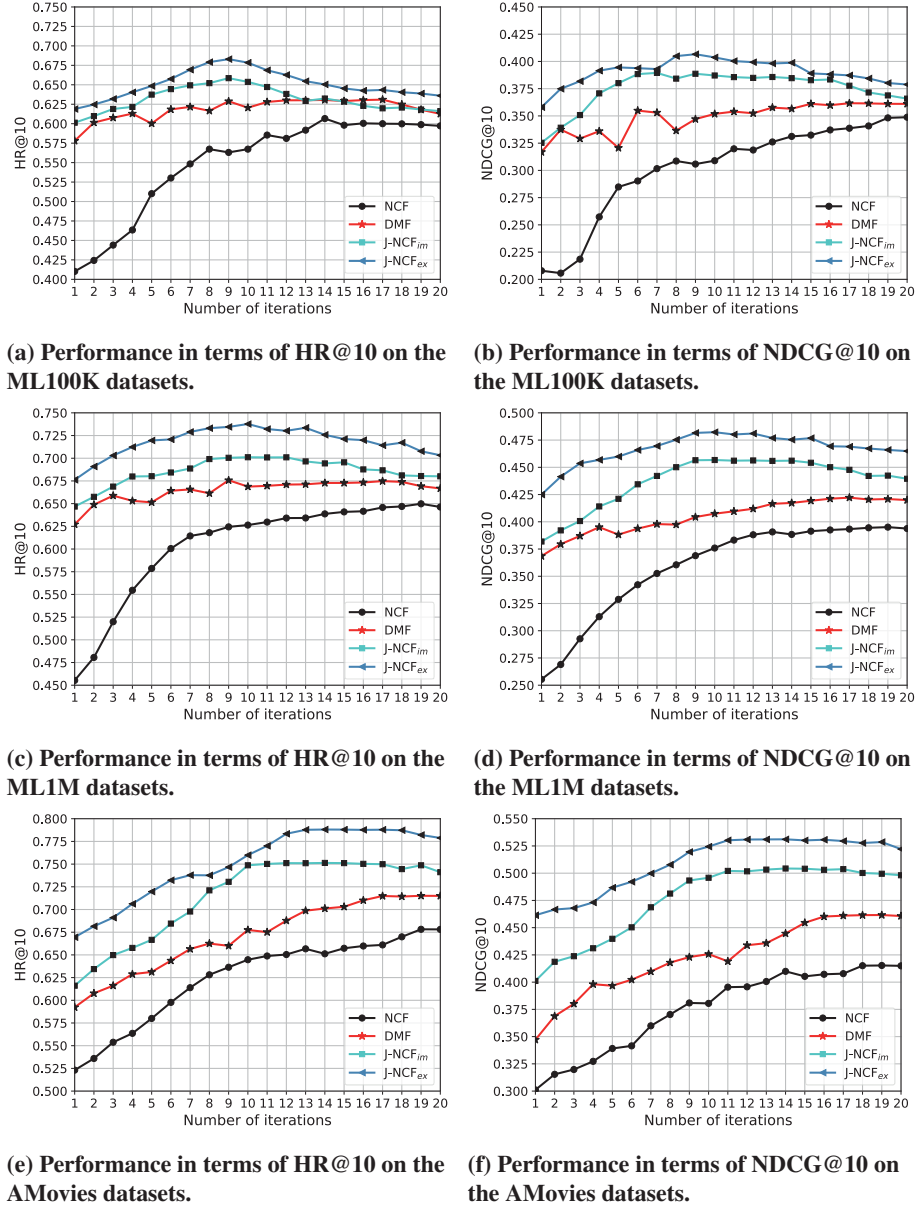 0.750
0.725
0.700
0.675
0.650
0.625
0.600
0.575
0.550
0.525
0.500
0.475
0.450
0.425
0.400
HR@10
NCF
DMF
J-NCF_im
J-NCF_ex
1 2 3 4 5 6 7 8 9 10 11 12 13 14 15 16 17 18 19 20
Number of iterations
(a) Performance in terms of HR@10 on the
ML100K datasets.
0.450
0.425
0.400
0.375
0.350
0.325
0.300
0.275
0.250
0.225
0.200
NDCG@10
NCF
DMF
J-NCF_im
J-NCF_ex
1 2 3 4 5 6 7 8 9 10 11 12 13 14 15 16 17 18 19 20
Number of iterations
(b) Performance in terms of NDCG@10 on
the ML100K datasets.
0.750
0.725
0.700
0.675
0.650
0.625
0.600
0.575
0.550
0.525
0.500
0.475
0.450
HR@10
NCF
DMF
J-NCF_im
J-NCF_ex
1 2 3 4 5 6 7 8 9 10 11 12 13 14 15 16 17 18 19 20
Number of iterations
(c) Performance in terms of HR@10 on the
ML1M datasets.
0.500
0.475
0.450
0.425
0.400
0.375
0.350
0.325
0.300
0.275
0.250
NDCG@10
NCF
DMF
J-NCF_im
J-NCF_ex
1 2 3 4 5 6 7 8 9 10 11 12 13 14 15 16 17 18 19 20
Number of iterations
(d) Performance in terms of NDCG@10 on
the ML1M datasets.
0.800
0.775
0.750
0.725
0.700
0.675
0.650
0.625
0.600
0.575
0.550
0.525
0.500
HR@10
NCF
DMF
J-NCF_im
J-NCF_ex
1 2 3 4 5 6 7 8 9 10 11 12 13 14 15 16 17 18 19 20
Number of iterations
(e) Performance in terms of HR@10 on the
AMovies datasets.
0.550
0.525
0.500
0.475
0.450
0.425
0.400
0.375
0.350
0.325
0.300
NDCG@10
NCF
DMF
J-NCF_im
J-NCF_ex
1 2 3 4 5 6 7 8 9 10 11 12 13 14 15 16 17 18 19 20
Number of iterations
(f) Performance in terms of NDCG@10 on
the AMovies datasets.